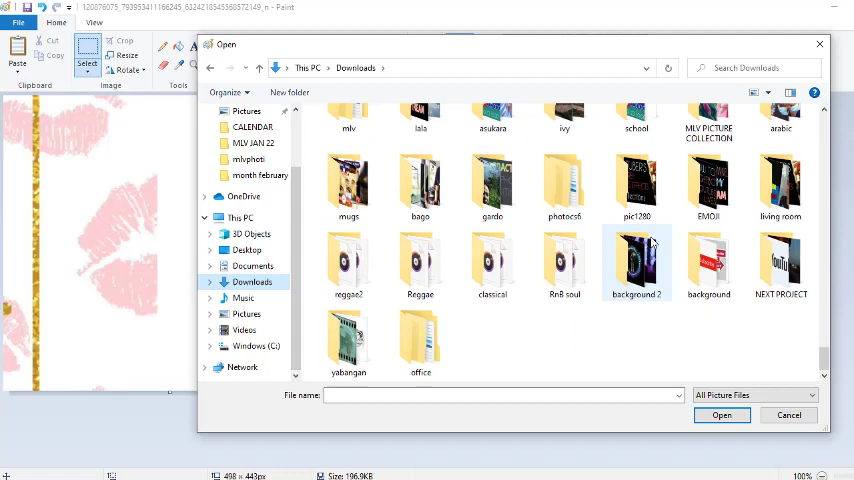 120876075_793953411166245_6324218545568572149_n - Paint
File Home View
Paste Cut Copy Select Crop Resize Rotate
Clipboard Image Tools
Open
This PC Downloads Search Downloads
Organize New folder
Pictures
CALENDAR
MLV JAN 22
mlvphoti
month february
OneDrive
This PC
3D Objects
Desktop
Documents
Downloads
Music
Pictures
Videos
Windows (C:)
Network
mlv lala asukara ivy school MLV PICTURE COLLECTION arabic
mugs bago gardo photocs6 pic1280 EMOJI living room
reggae2 Reggae classical RnB soul background 2 background NEXT PROJECT
yabangan office
File name: All Picture Files
Open Cancel
498 × 443px Size: 196.9KB 100%